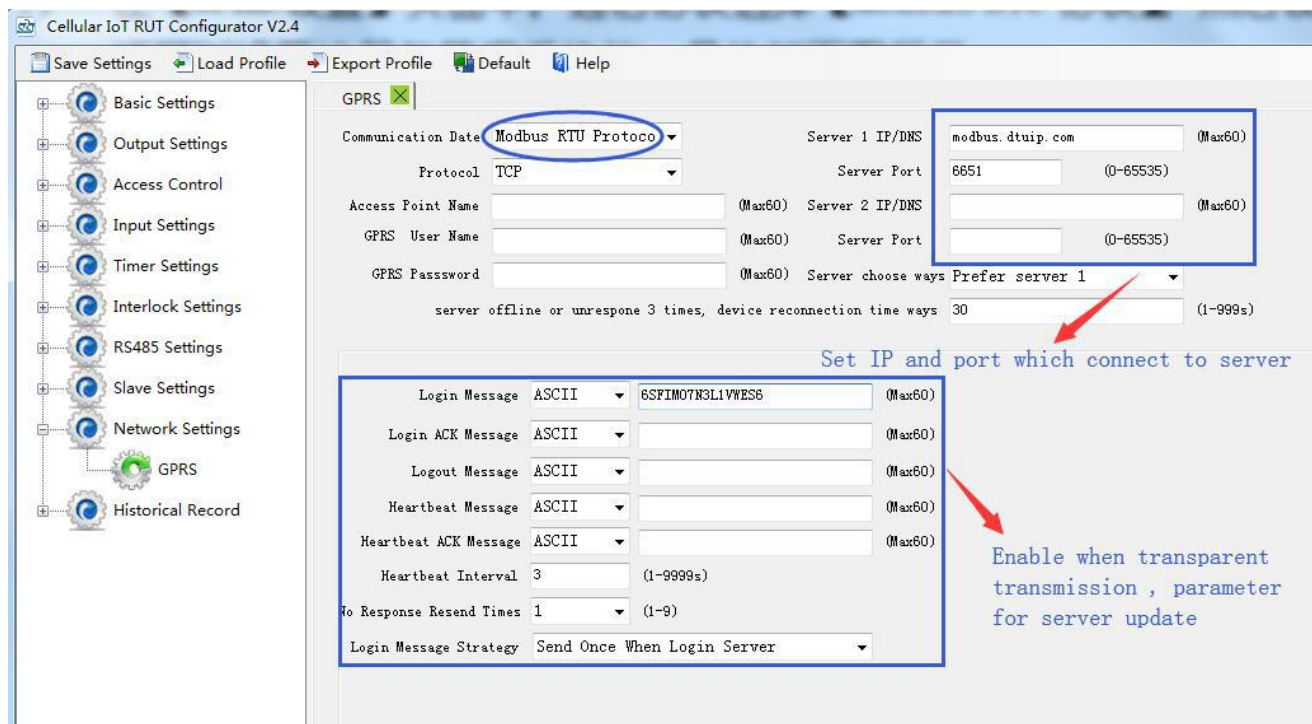 Cellular IoT RUT Configurator V2.4
Save Settings Load Profile Export Profile Default Help
Basic Settings
Output Settings
Access Control
Input Settings
Timer Settings
Interlock Settings
RS485 Settings
Slave Settings
Network Settings
GPRS
Historical Record
GPRS
Communication Date Modbus RTU Protoco Server 1 IP/DNS modbus.dtuip.com (Max60)
Protocol TCP Server Port 6651 (0-65535)
Access Point Name (Max60) Server 2 IP/DNS (Max60)
GPRS User Name (Max60) Server Port (0-65535)
GPRS Passsword (Max60) Server choose ways Prefer server 1
server offline or unrespone 3 times, device reconnection time ways 30 (1-999s)
Set IP and port which connect to server
Login Message ASCII 6SFIMO7N3L1VWES6 (Max60)
Login ACK Message ASCII (Max60)
Logout Message ASCII (Max60)
Heartbeat Message ASCII (Max60)
Heartbeat ACK Message ASCII (Max60)
Heartbeat Interval 3 (1-9999s)
No Response Resend Times 1 (1-9)
Login Message Strategy Send Once When Login Server
Enable when transparent
transmission , parameter
for server update